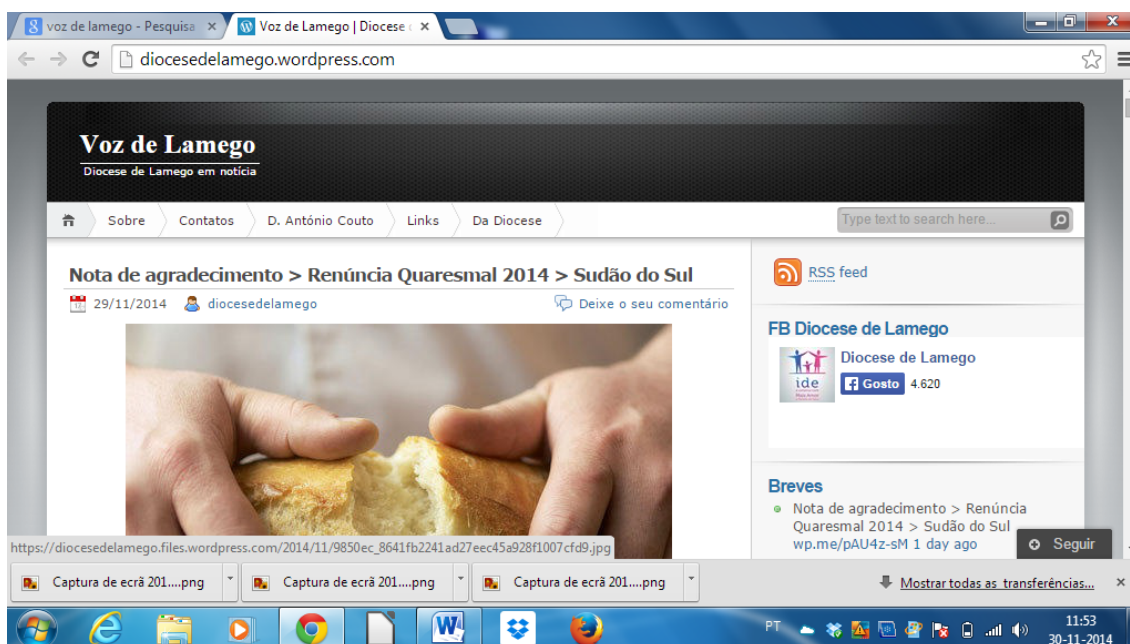 voz de lamego - Pesquisa
Voz de Lamego | Diocese d
diocesedelamego.wordpress.com
Voz de Lamego
Diocese de Lamego em notícia
Sobre
Contatos
D. António Couto
Links
Da Diocese
Type text to search here...
Nota de agradecimento > Renúncia Quaresmal 2014 > Sudão do Sul
29/11/2014 diocesedelamego Deixe o seu comentário
RSS feed
FB Diocese de Lamego
Diocese de Lamego
ide
Gosto 4.620
Breves
Nota de agradecimento > Renúncia
Quaresmal 2014 > Sudão do Sul
wp.me/pAU4z-sM 1 day ago
Seguir
https://diocesedelamego.files.wordpress.com/2014/11/9850ec_8641fb2241ad27eec45a928f1007cfd9.jpg
Captura de ecrã 201....png
Captura de ecrã 201....png
Captura de ecrã 201....png
Mostrar todas as transferências...
PT
11:53
30-11-2014